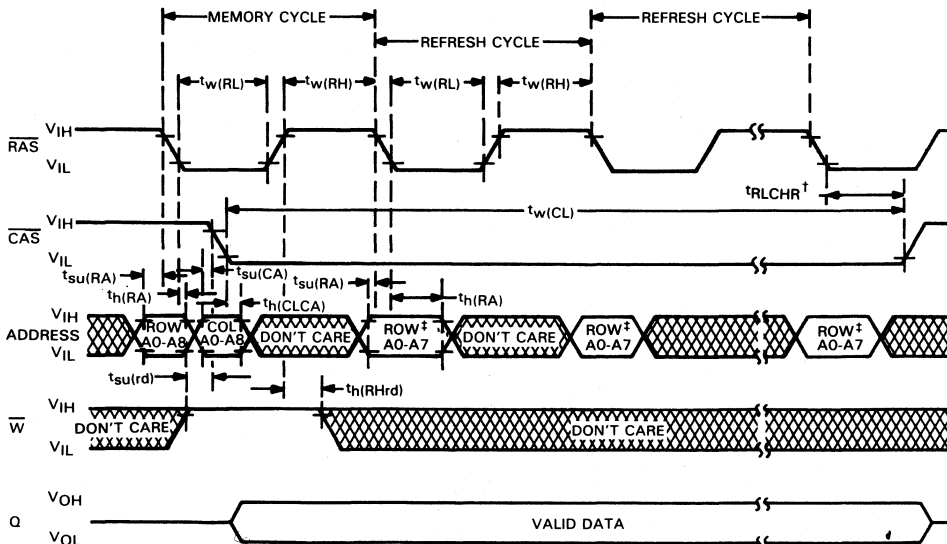 MEMORY CYCLE
REFRESH CYCLE
REFRESH CYCLE
tw(RL)
tw(RH)
tw(RL)
tw(RH)
VIH
RAS
VIL
tRLCHR†
tw(CL)
VIH
CAS
VIL
tsu(RA)
tsu(CA)
tsu(RA)
th(RA)
th(CLCA)
th(RA)
VIH
ADDRESS
VIL
ROW A0-A8
COL A0-A8
DON'T CARE
ROW‡ A0-A7
DON'T CARE
ROW‡ A0-A7
ROW‡ A0-A7
tsu(rd)
th(RHrd)
VIH
W
VIL
DON'T CARE
DON'T CARE
VOH
Q
VOL
VALID DATA